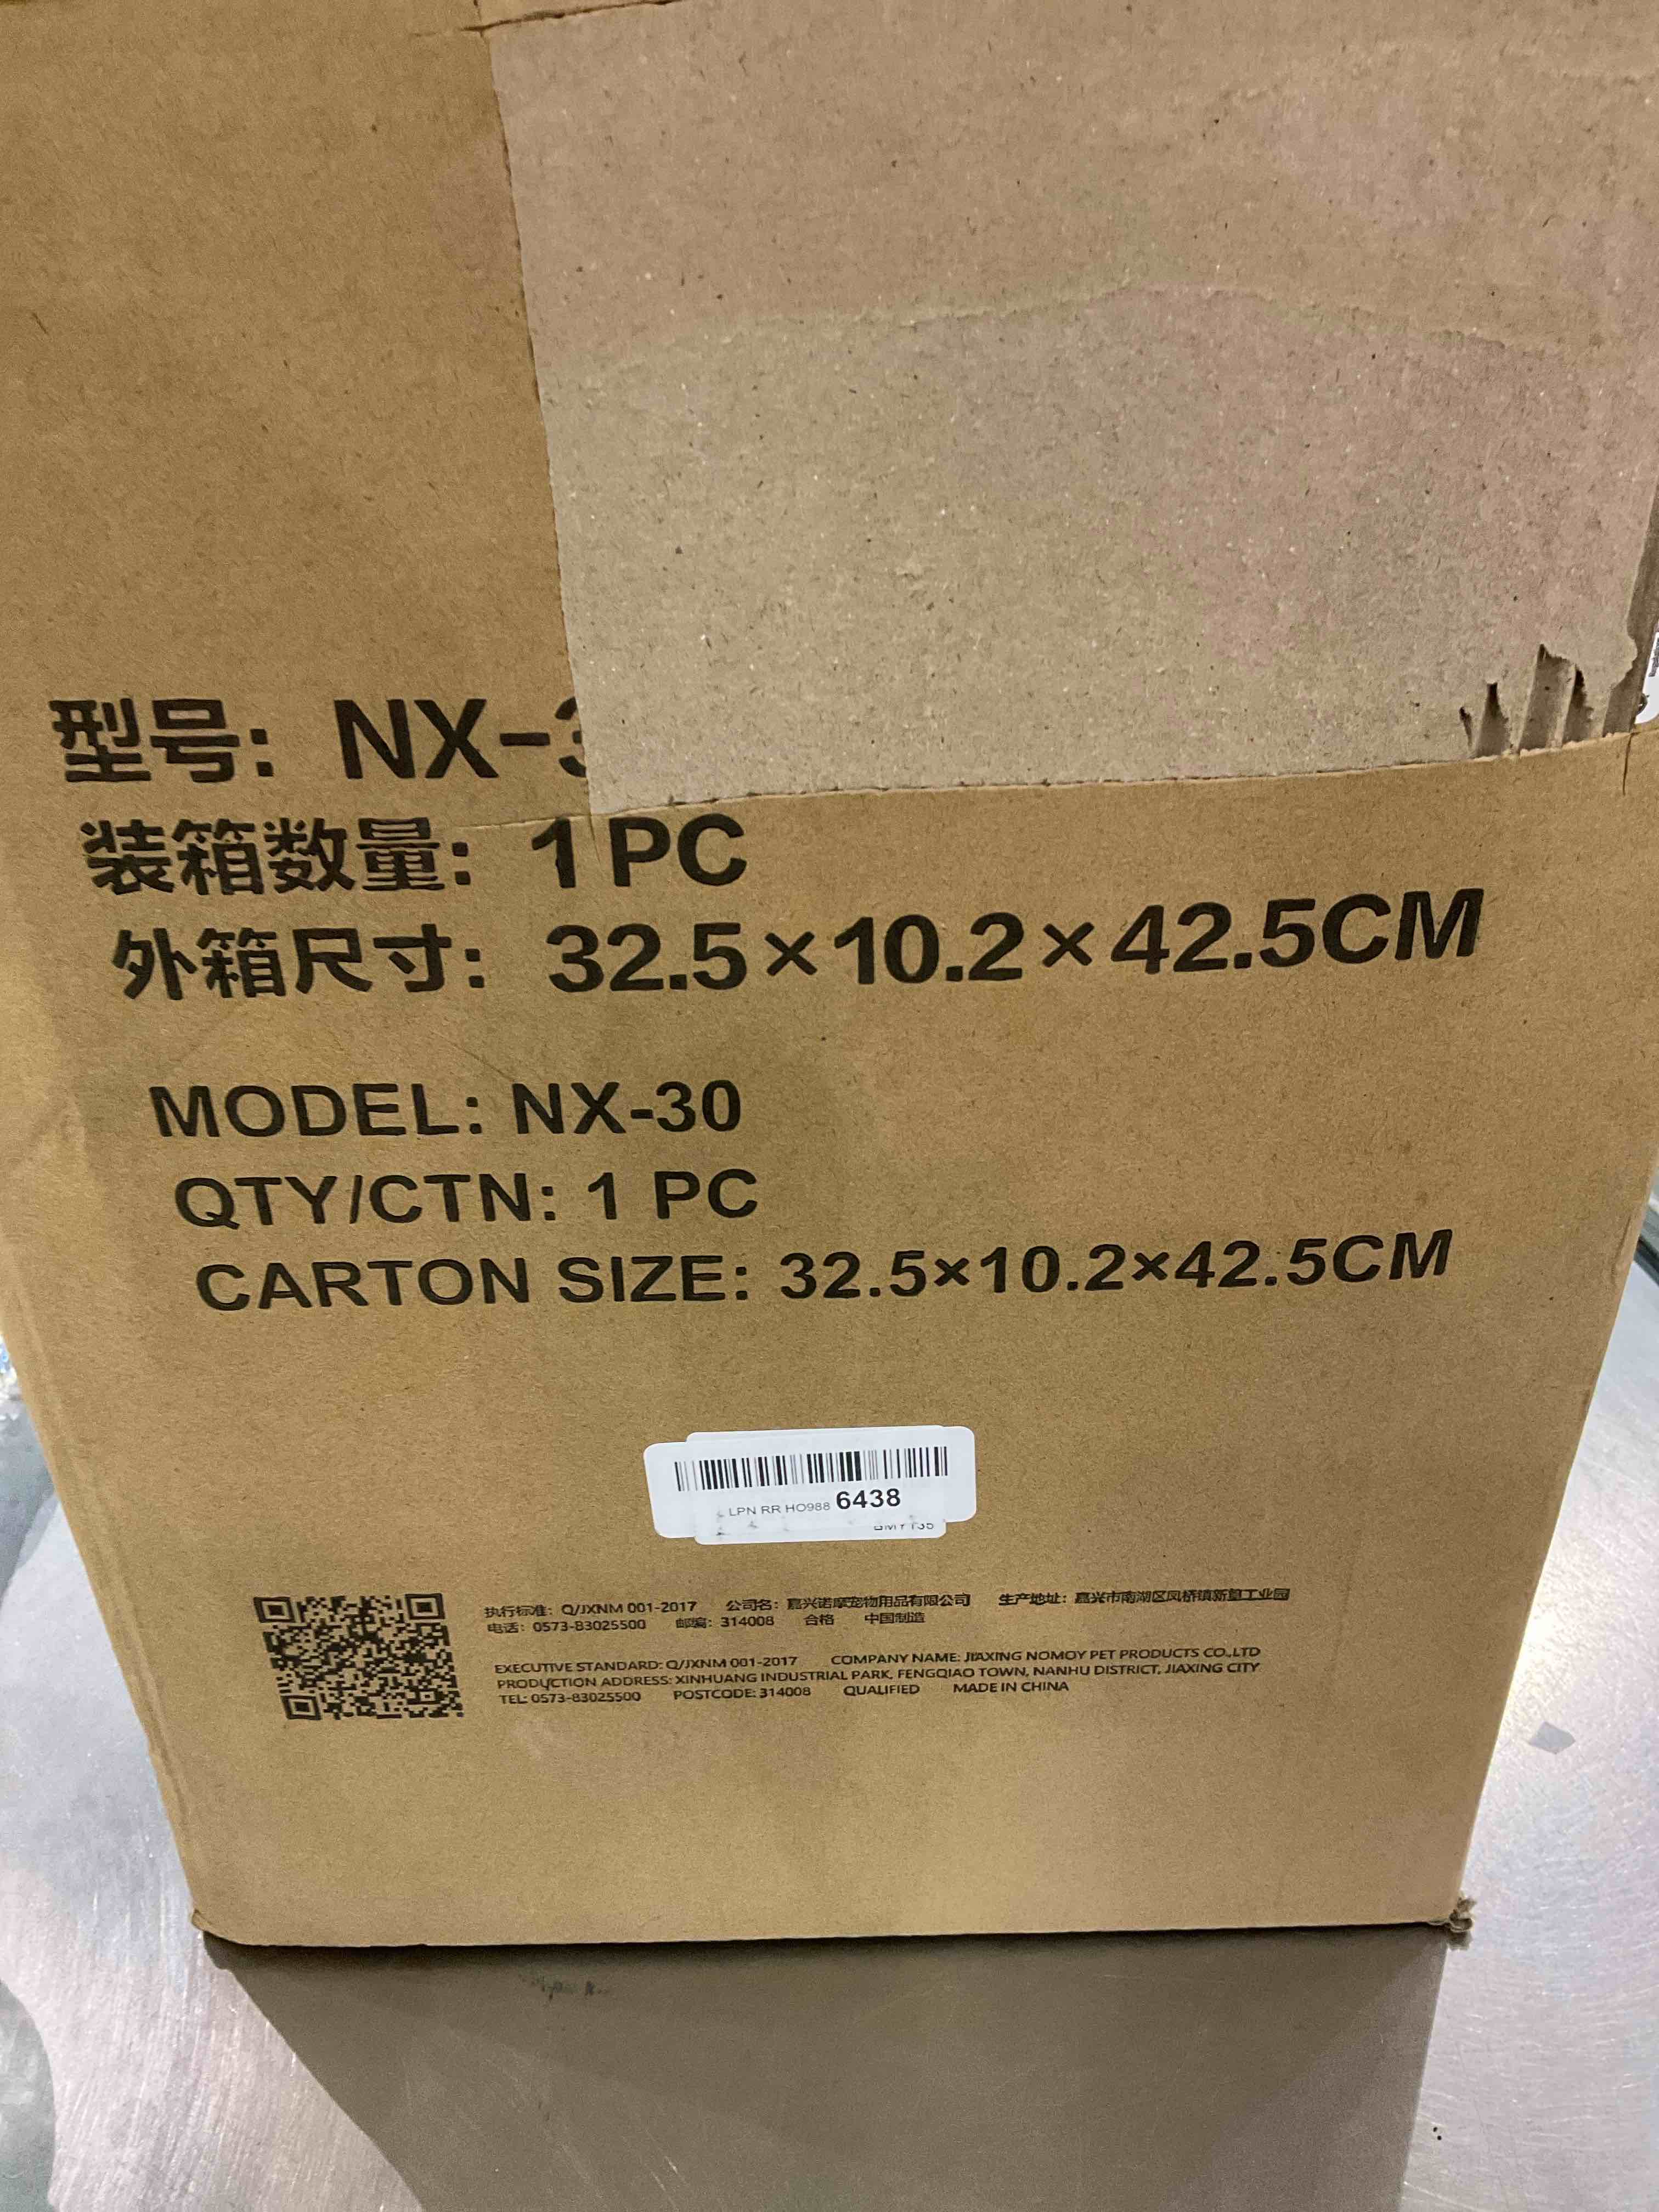 型号: NX-3
装箱数量: 1 PC
外箱尺寸: 32.5×10.2×42.5CM
MODEL: NX-30
QTY/CTN: 1 PC
CARTON SIZE: 32.5×10.2×42.5CM
LPN RR HO988 6438
执行标准: Q/JXNM 001-2017 公司名: 嘉兴诺摩宠物用品有限公司 生产地址: 嘉兴市南湖区凤桥镇新篁工业园
电话: 0573-83025500 邮编: 314008 合格 中国制造
EXECUTIVE STANDARD: Q/JXNM 001-2017 COMPANY NAME: JIAXING NOMOY PET PRODUCTS CO.,LTD
PRODUCTION ADDRESS: XINHUANG INDUSTRIAL PARK, FENGQIAO TOWN, NANHU DISTRICT, JIAXING CITY
TEL: 0573-83025500 POSTCODE: 314008 QUALIFIED MADE IN CHINA